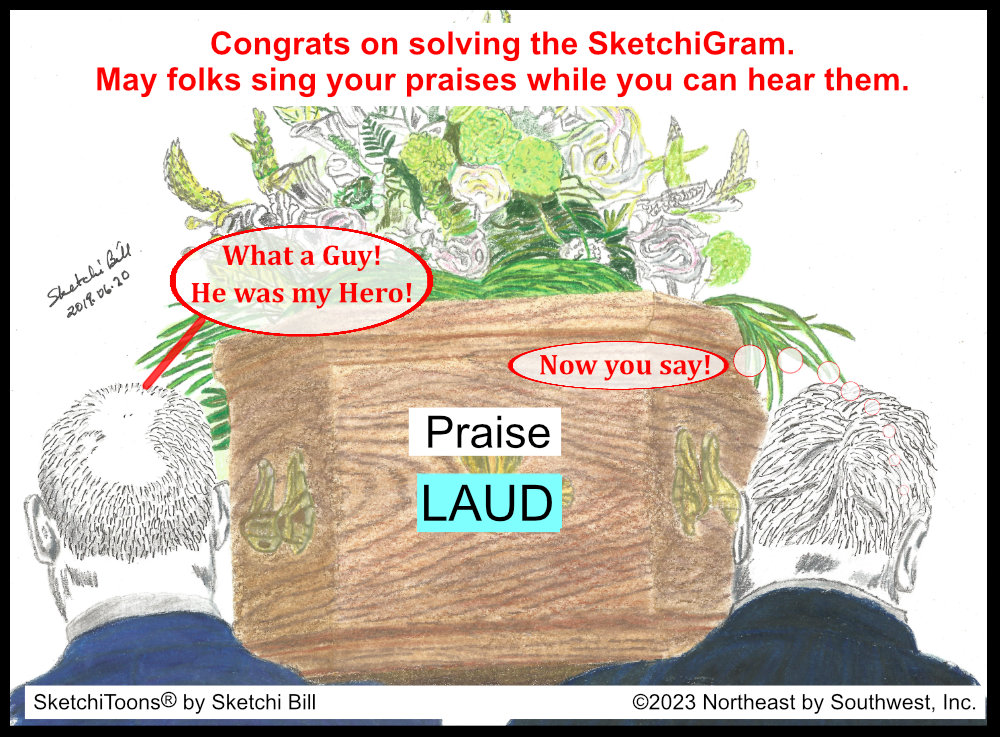 Congrats on solving the SketchiGram.
May folks sing your praises while you can hear them.
Sketchi Bill
2019.06.20
What a Guy!
He was my Hero!
Now you say!
Praise
LAUD
SketchiToons® by Sketchi Bill
©2023 Northeast by Southwest, Inc.